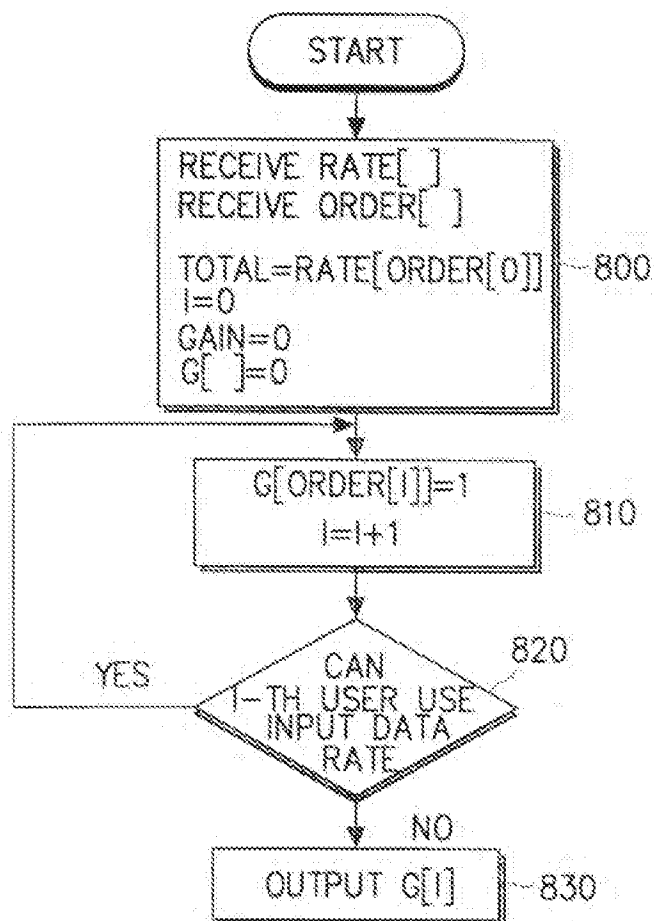 START
RECEIVE RATE[ ]
RECEIVE ORDER[ ]
TOTAL=RATE[ORDER[0]]
I=0
GAIN=0
G[ ]=0
800
G[ORDER[I]]=1
I=I+1
810
YES
CAN
I-TH USER USE
INPUT DATA
RATE
820
NO
OUTPUT G[I]
830